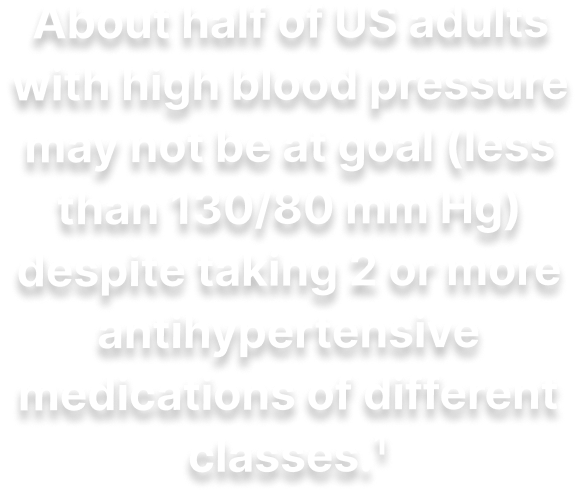 About half of US adults
with high blood pressure
may not be at goal (less
than 130/80 mm Hg)
despite taking 2 or more
antihypertensive
medications of different
classes.¹